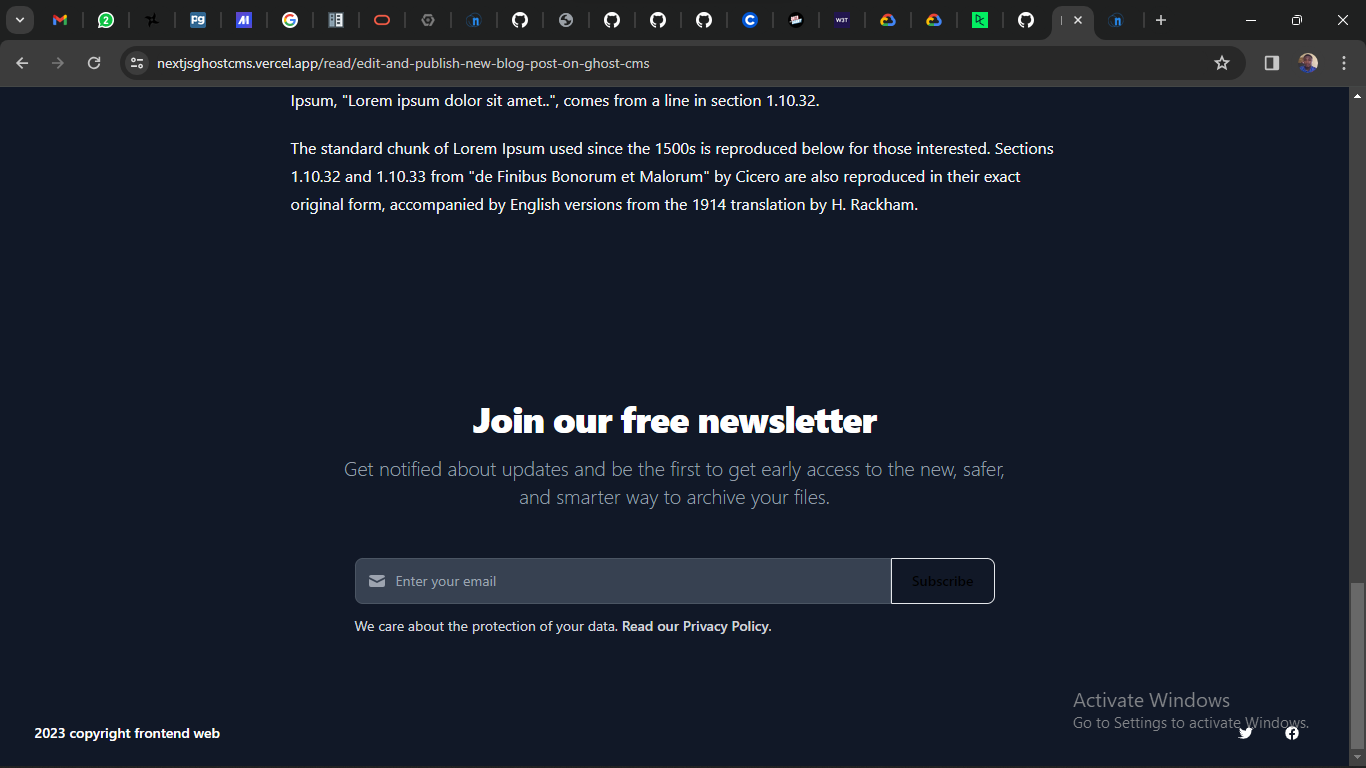 nextjsghostcms.vercel.app/read/edit-and-publish-new-blog-post-on-ghost-cms
Ipsum, "Lorem ipsum dolor sit amet..", comes from a line in section 1.10.32.
The standard chunk of Lorem Ipsum used since the 1500s is reproduced below for those interested. Sections
1.10.32 and 1.10.33 from "de Finibus Bonorum et Malorum" by Cicero are also reproduced in their exact
original form, accompanied by English versions from the 1914 translation by H. Rackham.
Join our free newsletter
Get notified about updates and be the first to get early access to the new, safer,
and smarter way to archive your files.
Enter your email
Subscribe
We care about the protection of your data. Read our Privacy Policy.
Activate Windows
Go to Settings to activate Windows.
2023 copyright frontend web